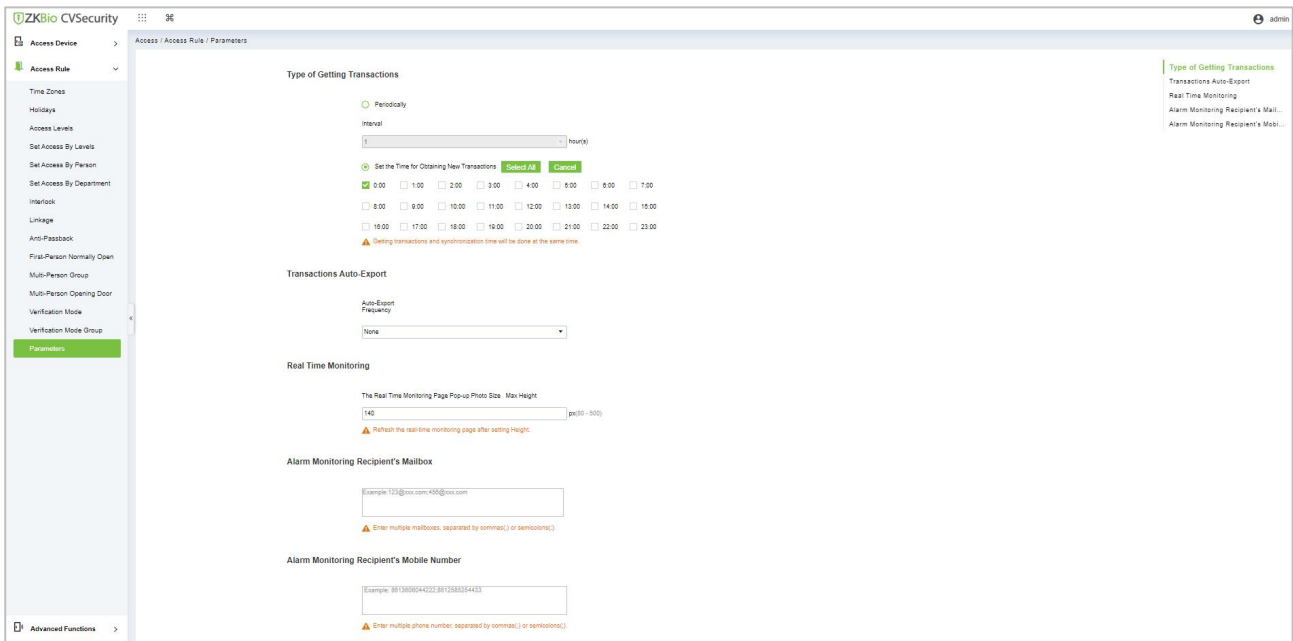 ZKBio CVSecurity
admin
Access Device
Access / Access Rule / Parameters
Access Rule
Time Zones
Holidays
Access Levels
Set Access By Levels
Set Access By Person
Set Access By Department
Interlock
Linkage
Anti-Passback
First-Person Normally Open
Multi-Person Group
Multi-Person Opening Door
Verification Mode
Verification Mode Group
Parameters
Advanced Functions
Type of Getting Transactions
Periodically
Interval
1 hour(s)
Set the Time for Obtaining New Transactions Select All Cancel
0:00 1:00 2:00 3:00 4:00 5:00 6:00 7:00
8:00 9:00 10:00 11:00 12:00 13:00 14:00 15:00
16:00 17:00 18:00 19:00 20:00 21:00 22:00 23:00
Getting transactions and synchronization time will be done at the same time.
Transactions Auto-Export
Auto-Export
Frequency
None
Real Time Monitoring
The Real Time Monitoring Page Pop-up Photo Size Max Height
140 px(80 - 500)
Refresh the real-time monitoring page after setting Height.
Alarm Monitoring Recipient's Mailbox
Example:123@xxx.com;456@xxx.com
Enter multiple mailboxes, separated by commas(,) or semicolons(;).
Alarm Monitoring Recipient's Mobile Number
Example: 8613606044222;8612588254433
Enter multiple phone number, separated by commas(,) or semicolons(;).
Type of Getting Transactions
Transactions Auto-Export
Real Time Monitoring
Alarm Monitoring Recipient's Mail...
Alarm Monitoring Recipient's Mobi...